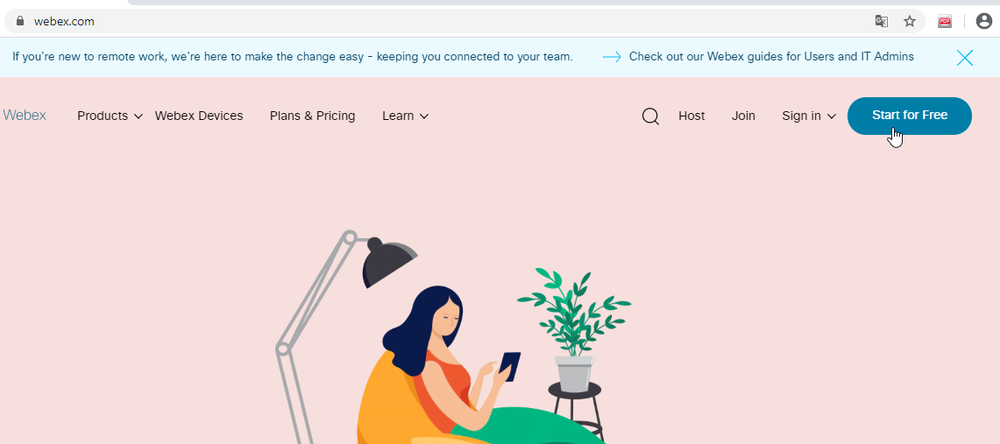 webex.com
PDF
If you're new to remote work, we're here to make the change easy - keeping you connected to your team. Check out our Webex guides for Users and IT Admins
Webex Products Webex Devices Plans & Pricing Learn Host Join Sign in Start for Free